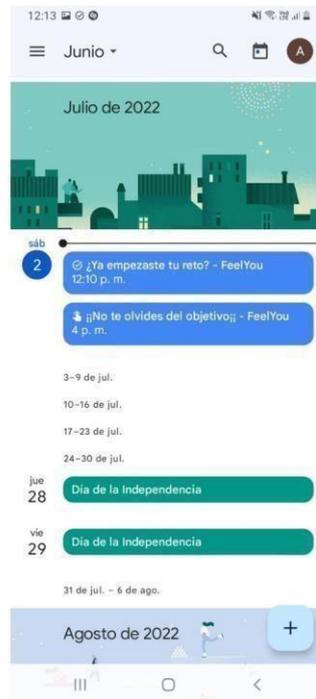 12:13
Junio
A
Julio de 2022
sáb
2
¿Ya empezaste tu reto? - FeelYou
12:10 p. m.
¡¡No te olvides del objetivo¡¡ - FeelYou
4 p. m.
3–9 de jul.
10–16 de jul.
17–23 de jul.
24–30 de jul.
jue
28
Día de la Independencia
vie
29
Día de la Independencia
31 de jul. – 6 de ago.
Agosto de 2022
+